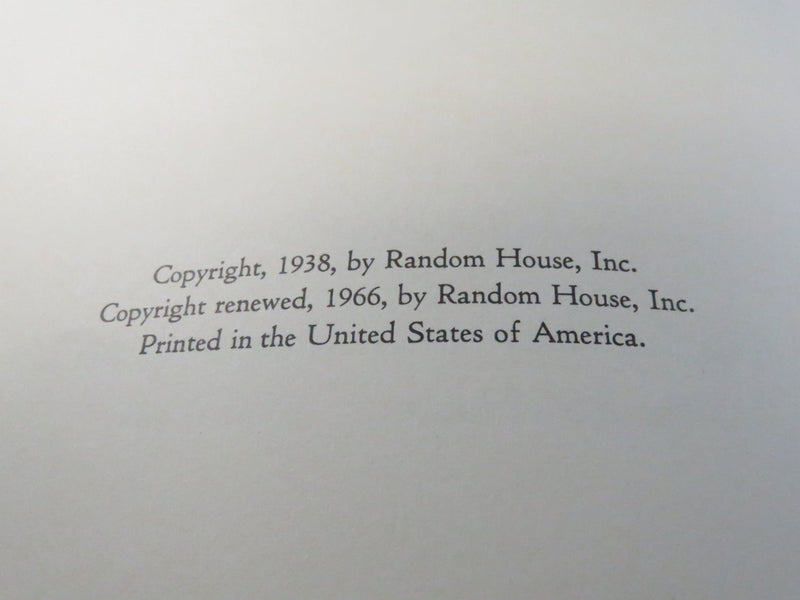 Copyright, 1938, by Random House, Inc.
Copyright renewed, 1966, by Random House, Inc.
Printed in the United States of America.